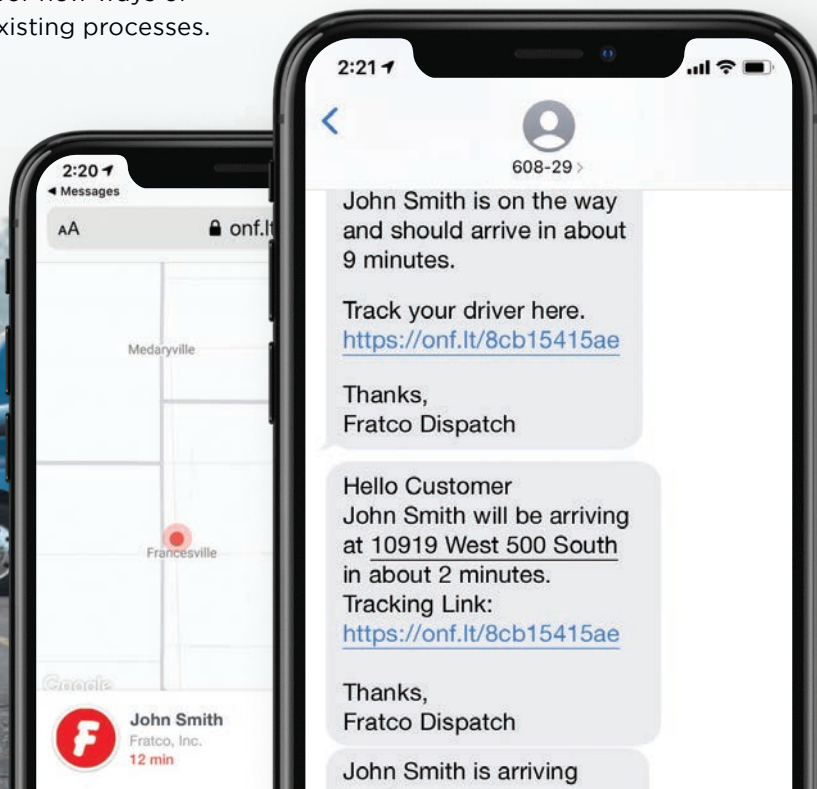 existing processes.
2:20
Messages
AA
Medaryville
Francesville
Google
John Smith
Fratco, Inc.
12 min
2:21
608-29
John Smith is on the way
and should arrive in about
9 minutes.
Track your driver here.
https://onf.lt/8cb15415ae
Thanks,
Fratco Dispatch
Hello Customer
John Smith will be arriving
at 10919 West 500 South
in about 2 minutes.
Tracking Link:
https://onf.lt/8cb15415ae
Thanks,
Fratco Dispatch
John Smith is arriving